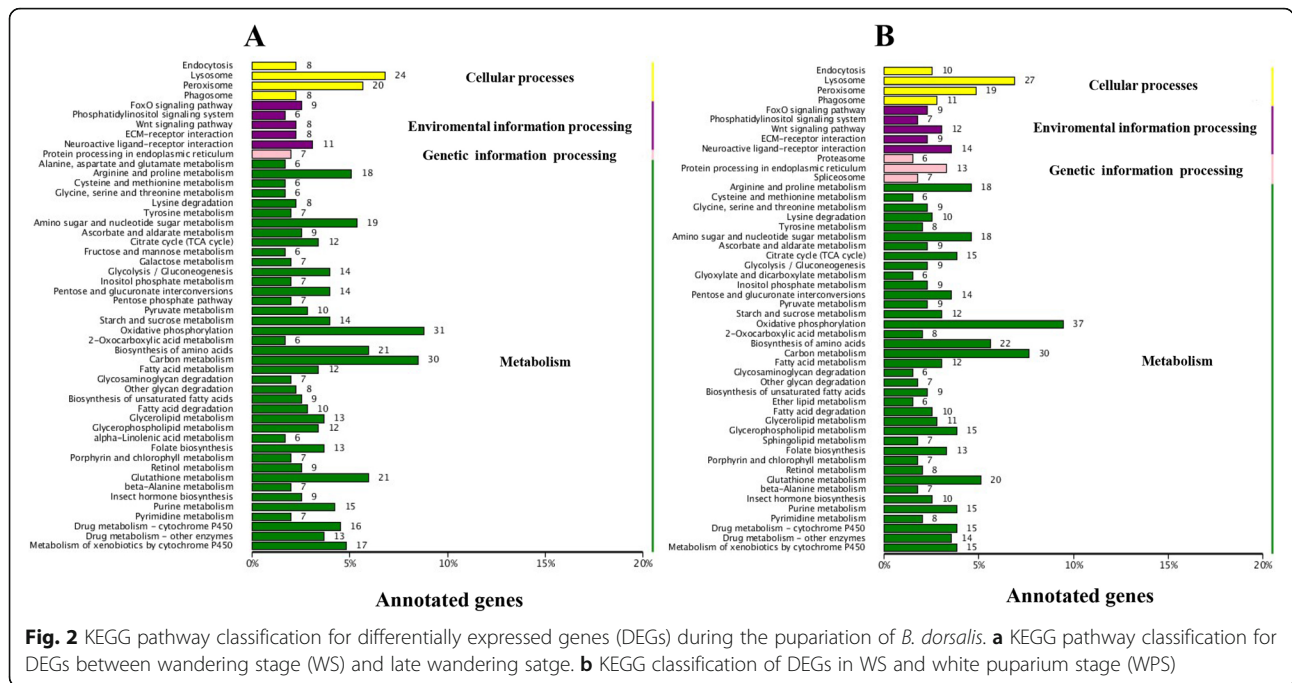 A
Endocytosis 8
Lysosome 24
Peroxisome 20
Phagosome 8
FoxO signaling pathway 9
Phosphatidylinositol signaling system 6
Wnt signaling pathway 8
ECM-receptor interaction 8
Neuroactive ligand-receptor interaction 11
Protein processing in endoplasmic reticulum 7
Alanine, aspartate and glutamate metabolism 6
Arginine and proline metabolism 18
Cysteine and methionine metabolism 6
Glycine, serine and threonine metabolism 6
Lysine degradation 8
Tyrosine metabolism 7
Amino sugar and nucleotide sugar metabolism 19
Ascorbate and aldarate metabolism 9
Citrate cycle (TCA cycle) 12
Fructose and mannose metabolism 6
Galactose metabolism 7
Glycolysis / Gluconeogenesis 14
Inositol phosphate metabolism 7
Pentose and glucuronate interconversions 14
Pentose phosphate pathway 7
Pyruvate metabolism 10
Starch and sucrose metabolism 14
Oxidative phosphorylation 31
2-Oxocarboxylic acid metabolism 6
Biosynthesis of amino acids 21
Carbon metabolism 30
Fatty acid metabolism 12
Glycosaminoglycan degradation 7
Other glycan degradation 8
Biosynthesis of unsaturated fatty acids 9
Fatty acid degradation 10
Glycerolipid metabolism 13
Glycerophospholipid metabolism 12
alpha-Linolenic acid metabolism 6
Folate biosynthesis 13
Porphyrin and chlorophyll metabolism 7
Retinol metabolism 9
Glutathione metabolism 21
beta-Alanine metabolism 7
Insect hormone biosynthesis 9
Purine metabolism 15
Pyrimidine metabolism 7
Drug metabolism – cytochrome P450 16
Drug metabolism – other enzymes 13
Metabolism of xenobiotics by cytochrome P450 17
Cellular processes
Enviromental information processing
Genetic information processing
Metabolism
0% 5% 10% 15% 20%
Annotated genes
B
Endocytosis 10
Lysosome 27
Peroxisome 19
Phagosome 11
FoxO signaling pathway 9
Phosphatidylinositol signaling system 7
Wnt signaling pathway 12
ECM-receptor interaction 9
Neuroactive ligand-receptor interaction 14
Proteasome 6
Protein processing in endoplasmic reticulum 13
Spliceosome 7
Arginine and proline metabolism 18
Cysteine and methionine metabolism 6
Glycine, serine and threonine metabolism 9
Lysine degradation 10
Tyrosine metabolism 8
Amino sugar and nucleotide sugar metabolism 18
Ascorbate and aldarate metabolism 9
Citrate cycle (TCA cycle) 15
Glycolysis / Gluconeogenesis 9
Glyoxylate and dicarboxylate metabolism 6
Inositol phosphate metabolism 9
Pentose and glucuronate interconversions 14
Pyruvate metabolism 9
Starch and sucrose metabolism 12
Oxidative phosphorylation 37
2-Oxocarboxylic acid metabolism 8
Biosynthesis of amino acids 22
Carbon metabolism 30
Fatty acid metabolism 12
Glycosaminoglycan degradation 6
Other glycan degradation 7
Biosynthesis of unsaturated fatty acids 9
Ether lipid metabolism 6
Fatty acid degradation 10
Glycerolipid metabolism 11
Glycerophospholipid metabolism 15
Sphingolipid metabolism 7
Folate biosynthesis 13
Porphyrin and chlorophyll metabolism 7
Retinol metabolism 8
Glutathione metabolism 20
beta-Alanine metabolism 7
Insect hormone biosynthesis 10
Purine metabolism 15
Pyrimidine metabolism 8
Drug metabolism – cytochrome P450 15
Drug metabolism – other enzymes 14
Metabolism of xenobiotics by cytochrome P450 15
Cellular processes
Enviromental information processing
Genetic information processing
Metabolism
0% 5% 10% 15% 20%
Annotated genes
Fig. 2 KEGG pathway classification for differentially expressed genes (DEGs) during the pupariation of B. dorsalis. a KEGG pathway classification for
DEGs between wandering stage (WS) and late wandering satge. b KEGG classification of DEGs in WS and white puparium stage (WPS)